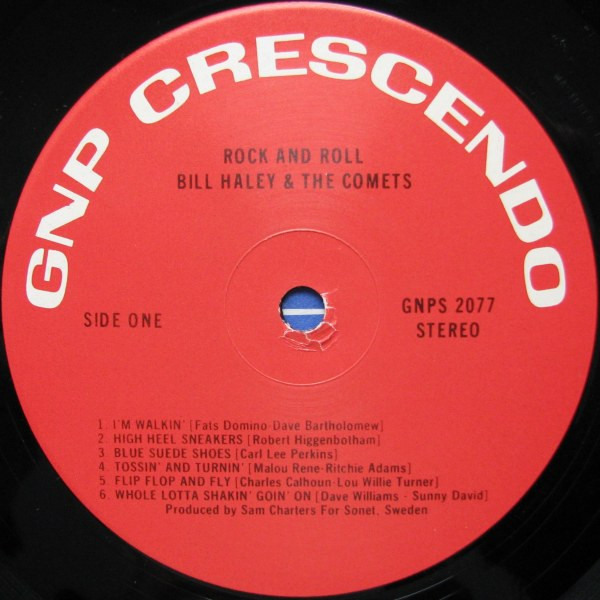 GNP CRESCENDO
ROCK AND ROLL
BILL HALEY & THE COMETS
SIDE ONE
GNPS 2077
STEREO
1. I'M WALKIN' [Fats Domino-Dave Bartholomew]
2. HIGH HEEL SNEAKERS [Robert Higgenbotham]
3. BLUE SUEDE SHOES [Carl Lee Perkins]
4. TOSSIN' AND TURNIN' [Malou Rene-Ritchie Adams]
5. FLIP FLOP AND FLY [Charles Calhoun-Lou Willie Turner]
6. WHOLE LOTTA SHAKIN' GOIN' ON [Dave Williams - Sunny David]
Produced by Sam Charters For Sonet, Sweden